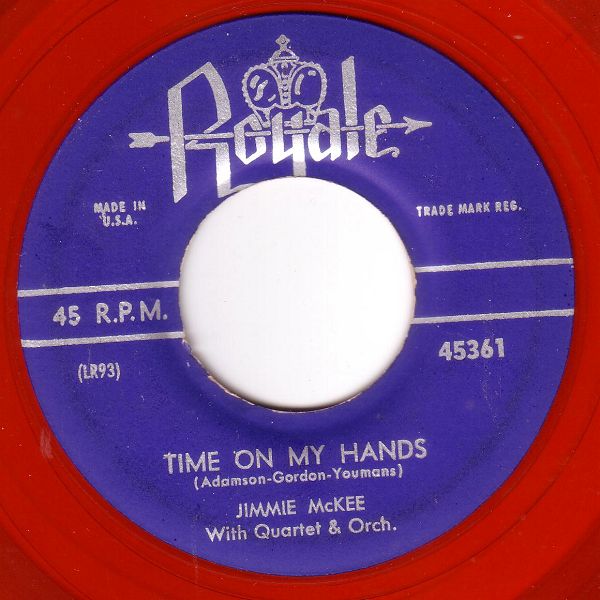 Royale
MADE IN
U.S.A.
TRADE MARK REG.
45 R.P.M.
45361
(LR93)
TIME ON MY HANDS
(Adamson-Gordon-Youmans)
JIMMIE McKEE
With Quartet & Orch.